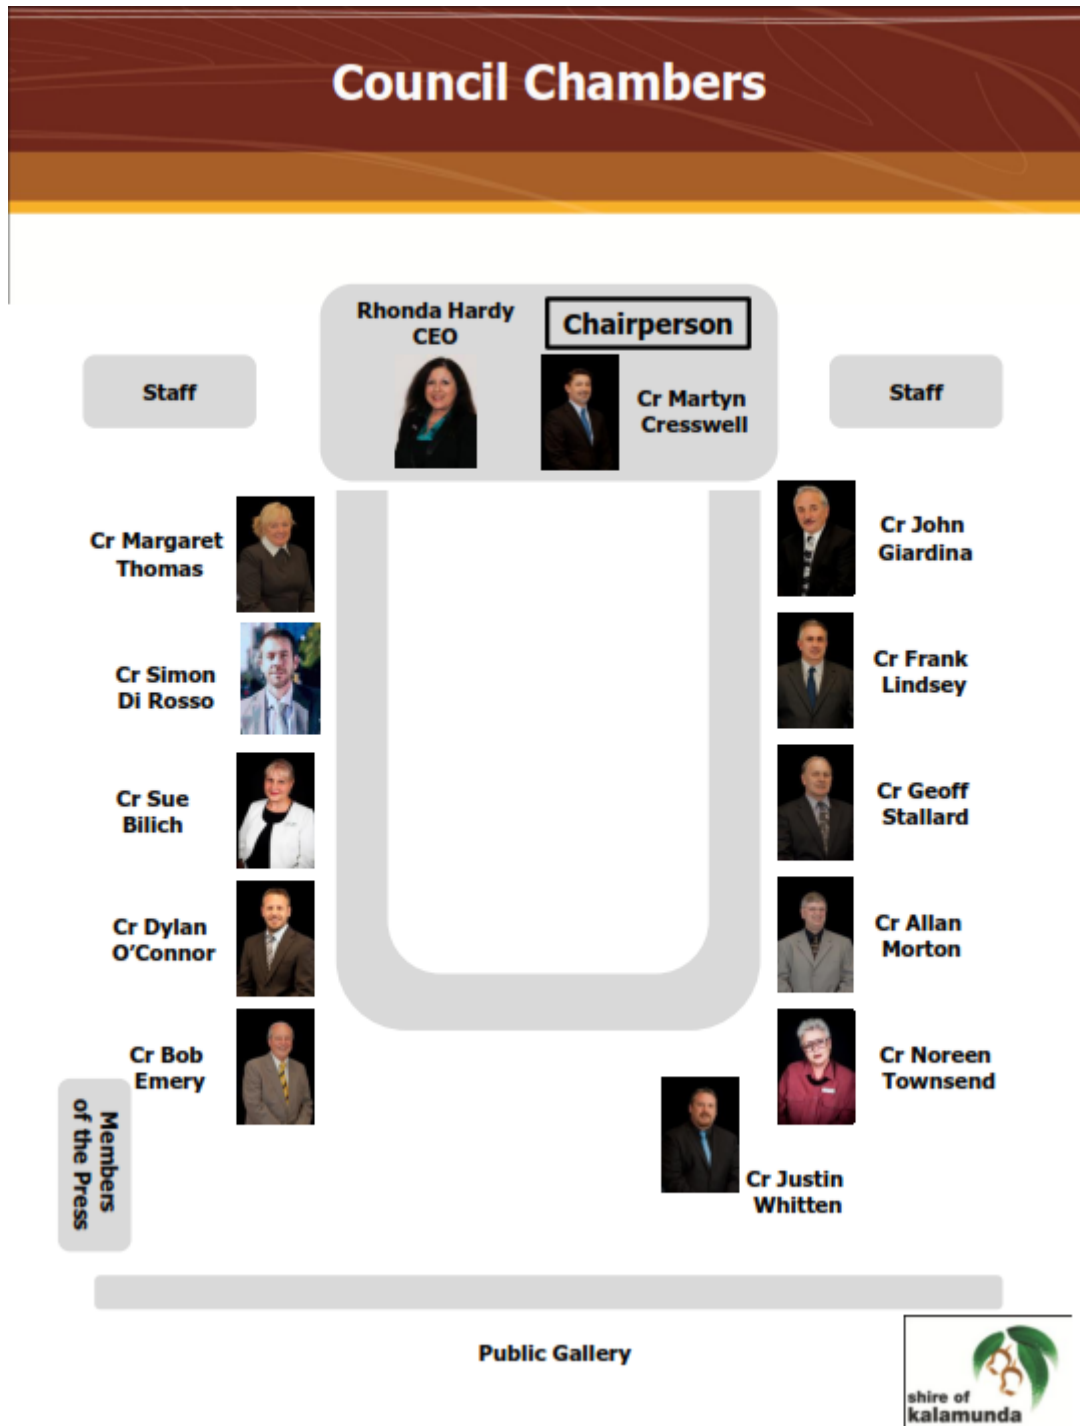 Council Chambers
Rhonda Hardy
CEO
Chairperson
Cr Martyn
Cresswell
Staff
Staff
Cr Margaret
Thomas
Cr John
Giardina
Cr Simon
Di Rosso
Cr Frank
Lindsey
Cr Sue
Bilich
Cr Geoff
Stallard
Cr Dylan
O’Connor
Cr Allan
Morton
Cr Bob
Emery
Cr Noreen
Townsend
Members
of the Press
Cr Justin
Whitten
Public Gallery
shire of
kalamunda